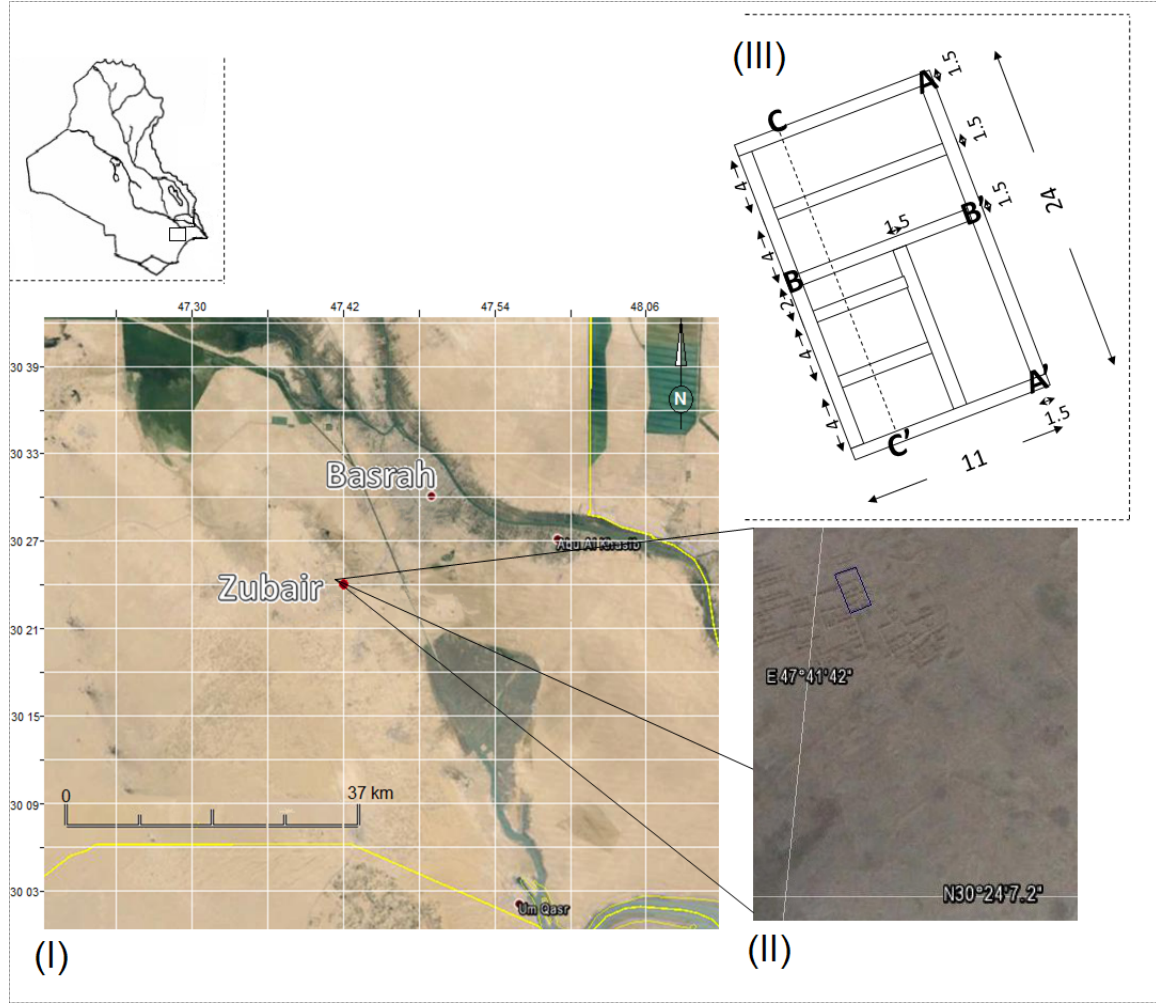 (III)
A
1.5
C
1.5
4
B'
1.5
1.5
24
4
B
2
4
A'
4
1.5
C'
11
47,30 47.42 47.54 48.06
30 39
N
30 33
Basrah
30 27
Abu Al Khasib
Zubair
30 21
E 47°41'42"
30 15
0 37 km
30 09
30 03
N30°24'7.2"
Um Qasr
(I)
(II)